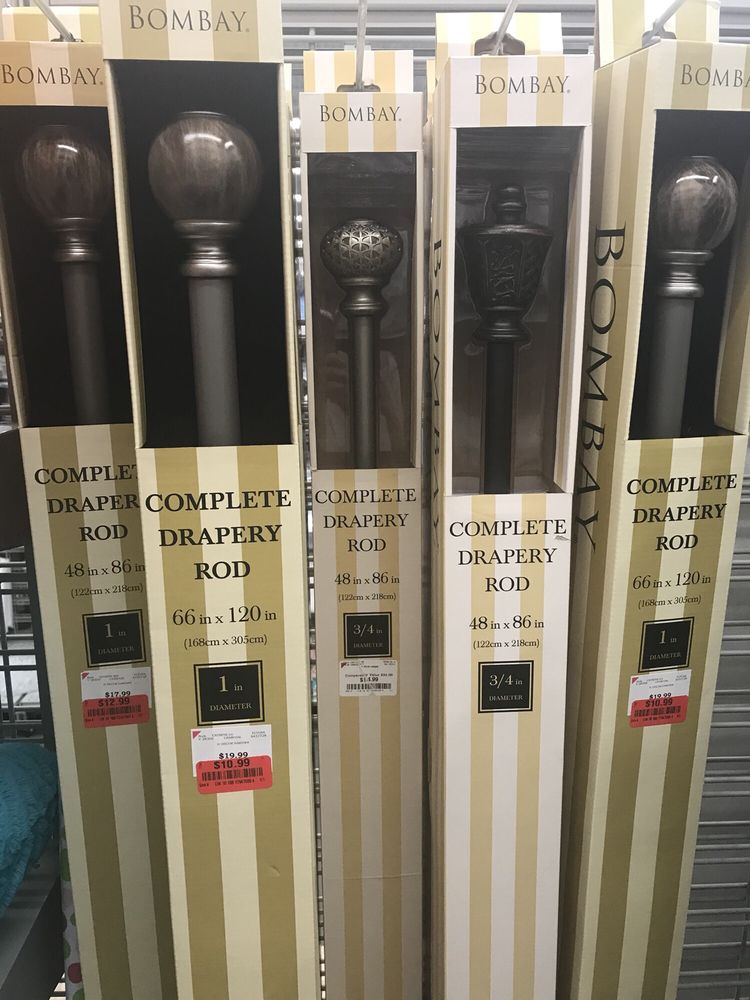 BOMBAY.
COMPLET
DRAPER
ROD
48 in x 86 in
(122cm x 218cm)
1 in
DIAMETER
$17.99
$12.99
BOMBAY.
COMPLETE
DRAPERY
ROD
66 in x 120 in
(168cm x 305cm)
1 in
DIAMETER
$19.99
$10.99
BOMBAY.
COMPLETE
DRAPERY
ROD
48 in x 86 in
(122cm x 218cm)
3/4 in
DIAMETER
BOMBAY
BOMBAY.
COMPLETE
DRAPERY
ROD
48 in x 86 in
(122cm x 218cm)
3/4 in
DIAMETER
BOMBAY
BOMBA
COMPLETE
DRAPERY
ROD
66 in x 120 in
(168cm x 305cm)
1 in
DIAMETER
$19.99
$10.99